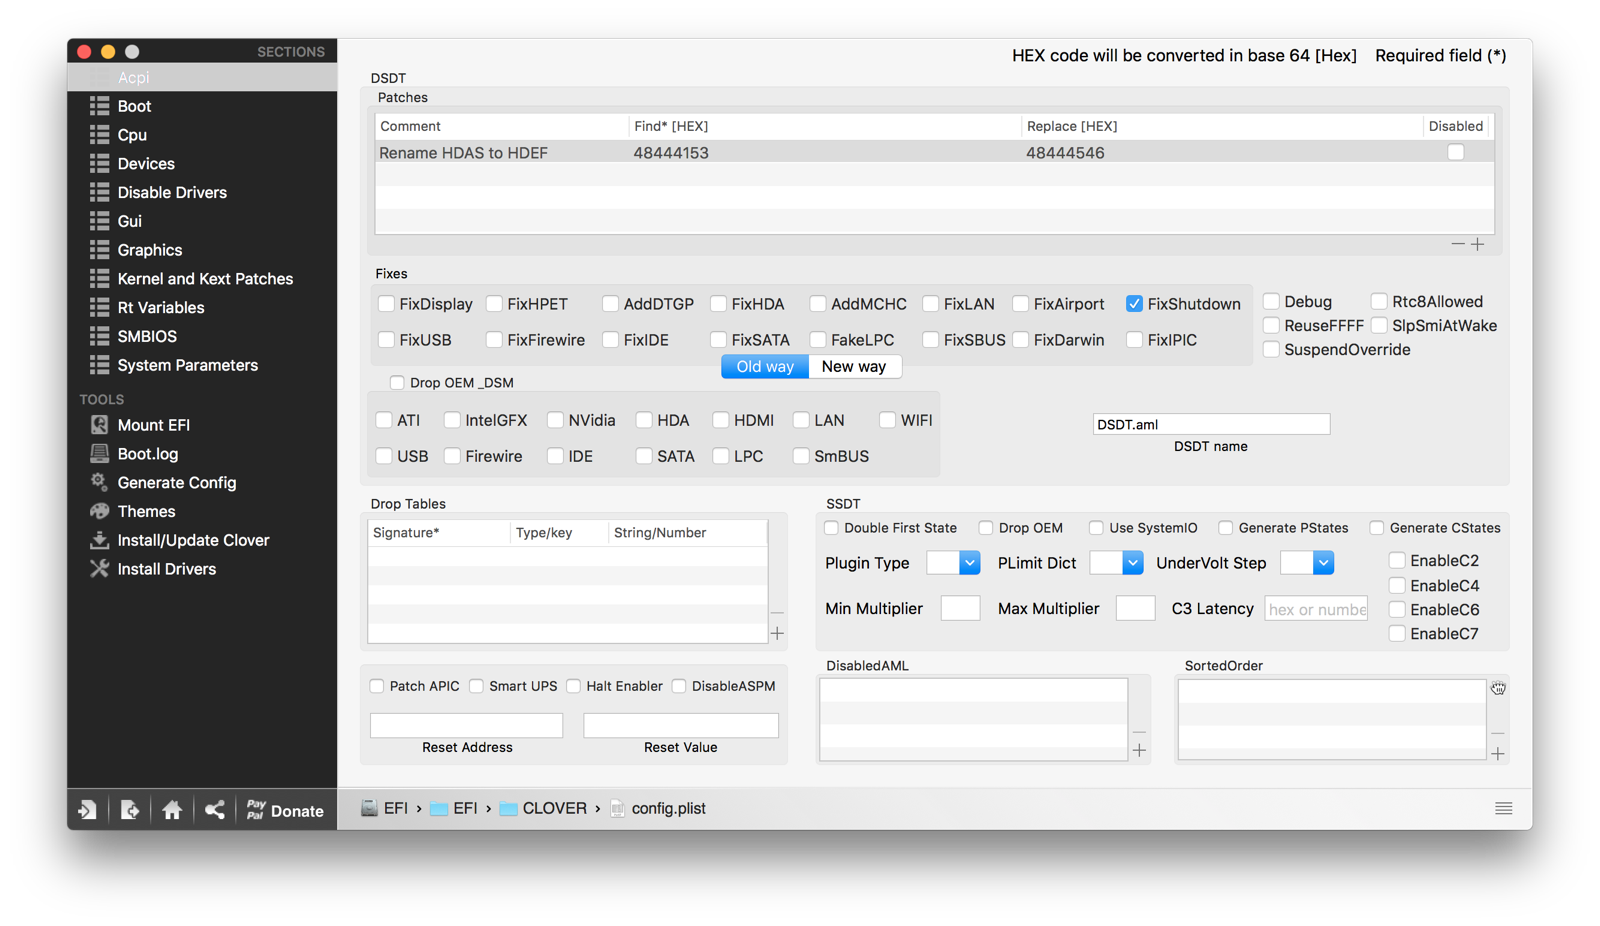 SECTIONS
Acpi
Boot
Cpu
Devices
Disable Drivers
Gui
Graphics
Kernel and Kext Patches
Rt Variables
SMBIOS
System Parameters
TOOLS
Mount EFI
Boot.log
Generate Config
Themes
Install/Update Clover
Install Drivers
Pay Pal Donate
HEX code will be converted in base 64 [Hex] Required field (*)
DSDT
Patches
Comment Find* [HEX] Replace [HEX] Disabled
Rename HDAS to HDEF 48444153 48444546
Fixes
FixDisplay FixHPET AddDTGP FixHDA AddMCHC FixLAN FixAirport FixShutdown
FixUSB FixFirewire FixIDE FixSATA FakeLPC FixSBUS FixDarwin FixIPIC
Debug Rtc8Allowed
ReuseFFFF SlpSmiAtWake
SuspendOverride
Old way New way
Drop OEM _DSM
ATI IntelGFX NVidia HDA HDMI LAN WIFI
USB Firewire IDE SATA LPC SmBUS
DSDT.aml
DSDT name
Drop Tables
Signature* Type/key String/Number
SSDT
Double First State Drop OEM Use SystemIO Generate PStates Generate CStates
Plugin Type PLimit Dict UnderVolt Step
Min Multiplier Max Multiplier C3 Latency hex or numbe
EnableC2
EnableC4
EnableC6
EnableC7
Patch APIC Smart UPS Halt Enabler DisableASPM
Reset Address Reset Value
DisabledAML
SortedOrder
EFI › EFI › CLOVER › config.plist